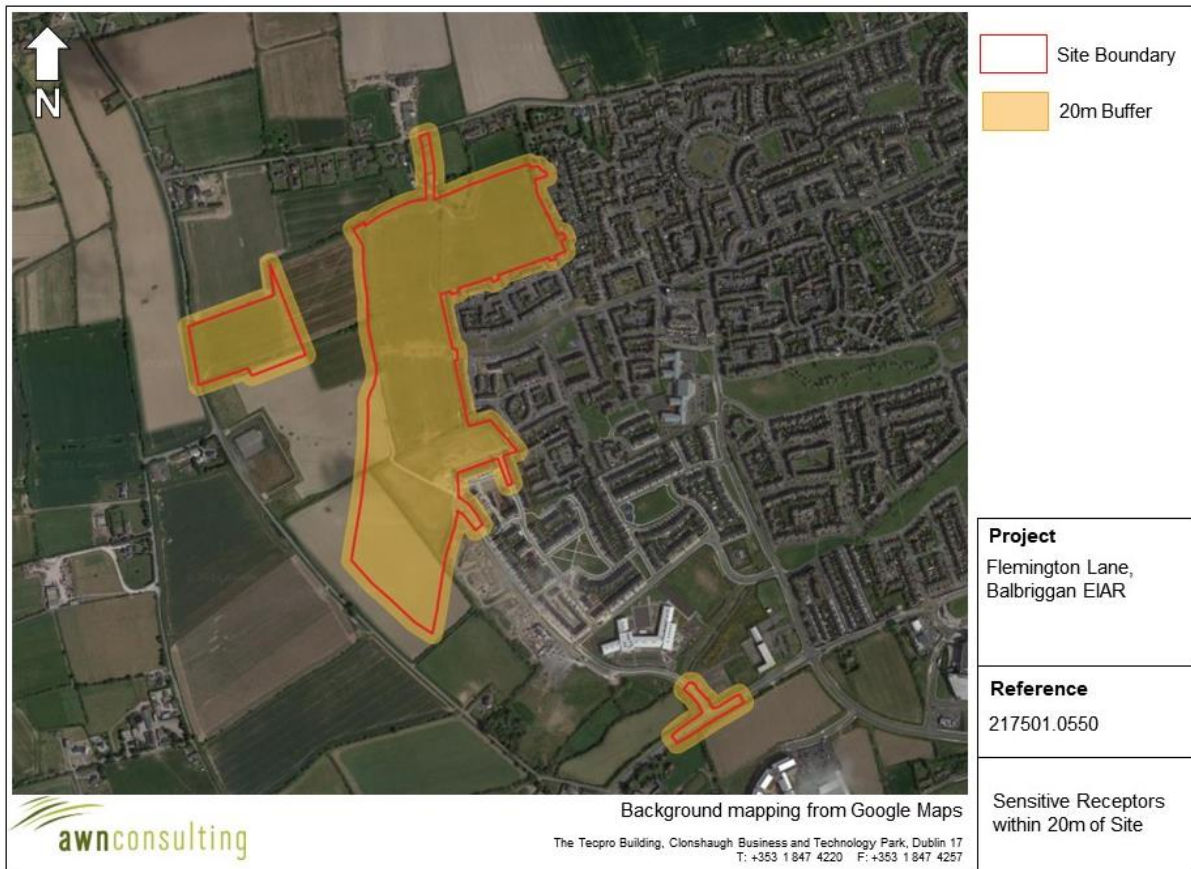 N
Site Boundary
20m Buffer
Project
Flemington Lane,
Balbriggan EIAR
Reference
217501.0550
Sensitive Receptors
within 20m of Site
awnconsulting
Background mapping from Google Maps
The Tecpro Building, Clonshaugh Business and Technology Park, Dublin 17
T: +353 1 847 4220 F: +353 1 847 4257